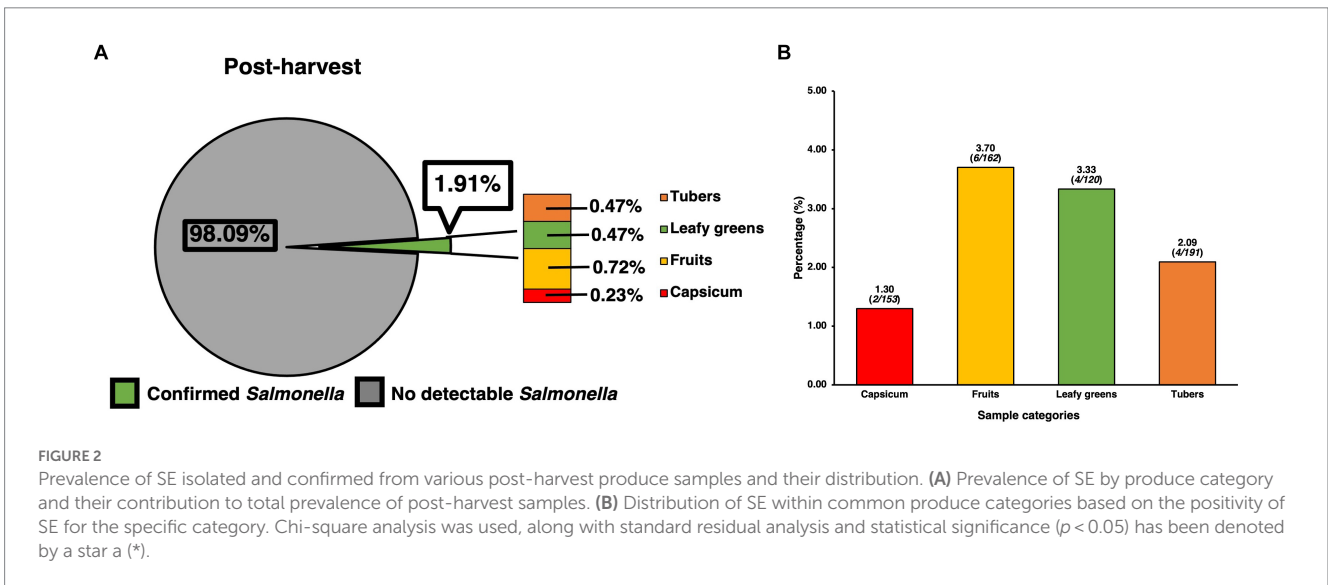 A
Post-harvest
98.09%
1.91%
0.47%
0.47%
0.72%
0.23%
Tubers
Leafy greens
Fruits
Capsicum
Confirmed Salmonella
No detectable Salmonella
B
Percentage (%)
5.00
4.00
3.00
2.00
1.00
0.00
1.30
(2/153)
3.70
(6/162)
3.33
(4/120)
2.09
(4/191)
Capsicum
Fruits
Leafy greens
Tubers
Sample categories
FIGURE 2
Prevalence of SE isolated and confirmed from various post-harvest produce samples and their distribution. (A) Prevalence of SE by produce category
and their contribution to total prevalence of post-harvest samples. (B) Distribution of SE within common produce categories based on the positivity of
SE for the specific category. Chi-square analysis was used, along with standard residual analysis and statistical significance (p < 0.05) has been denoted
by a star a (*).